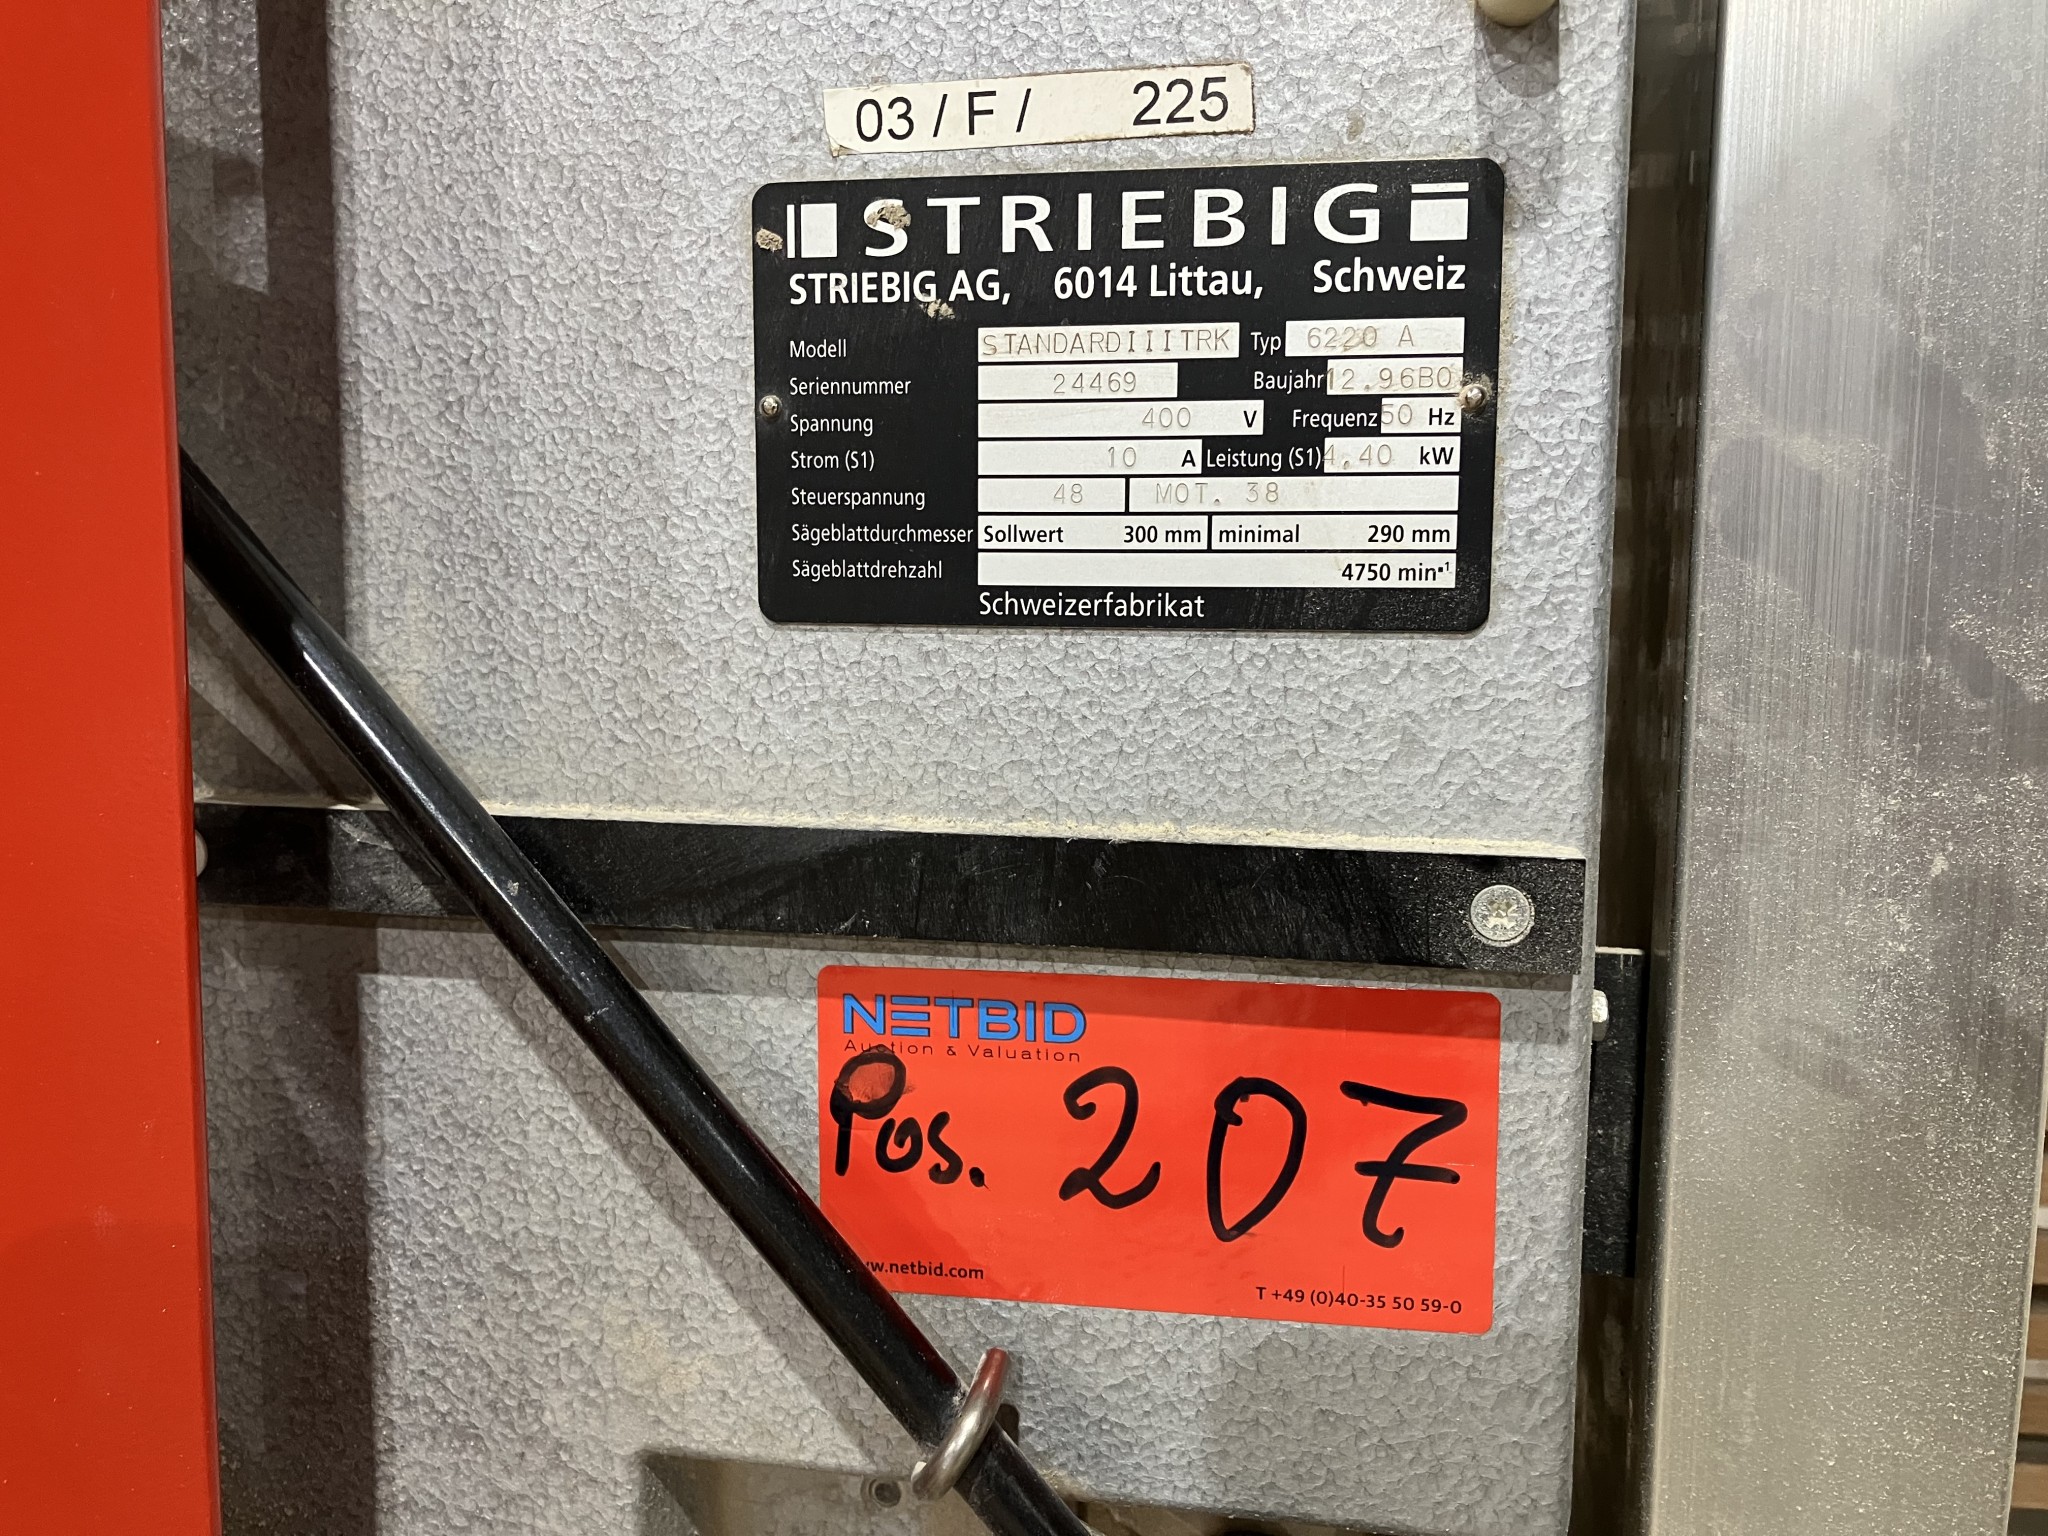 03 / F / 225
STRIEBIG
STRIEBIG AG, 6014 Littau, Schweiz
Modell STANDARDIIITRK Typ 6220 A
Seriennummer 24469 Baujahr 12.96BO
Spannung 400 V Frequenz 50 Hz
Strom (S1) 10 A Leistung (S1) 4,40 kW
Steuerspannung 48 MOT. 38
Sägeblattdurchmesser Sollwert 300 mm minimal 290 mm
Sägeblattdrehzahl 4750 min⁻¹
Schweizerfabrikat
NETBID
Auction & Valuation
Pos. 207
w.netbid.com
T +49 (0)40-35 50 59-0